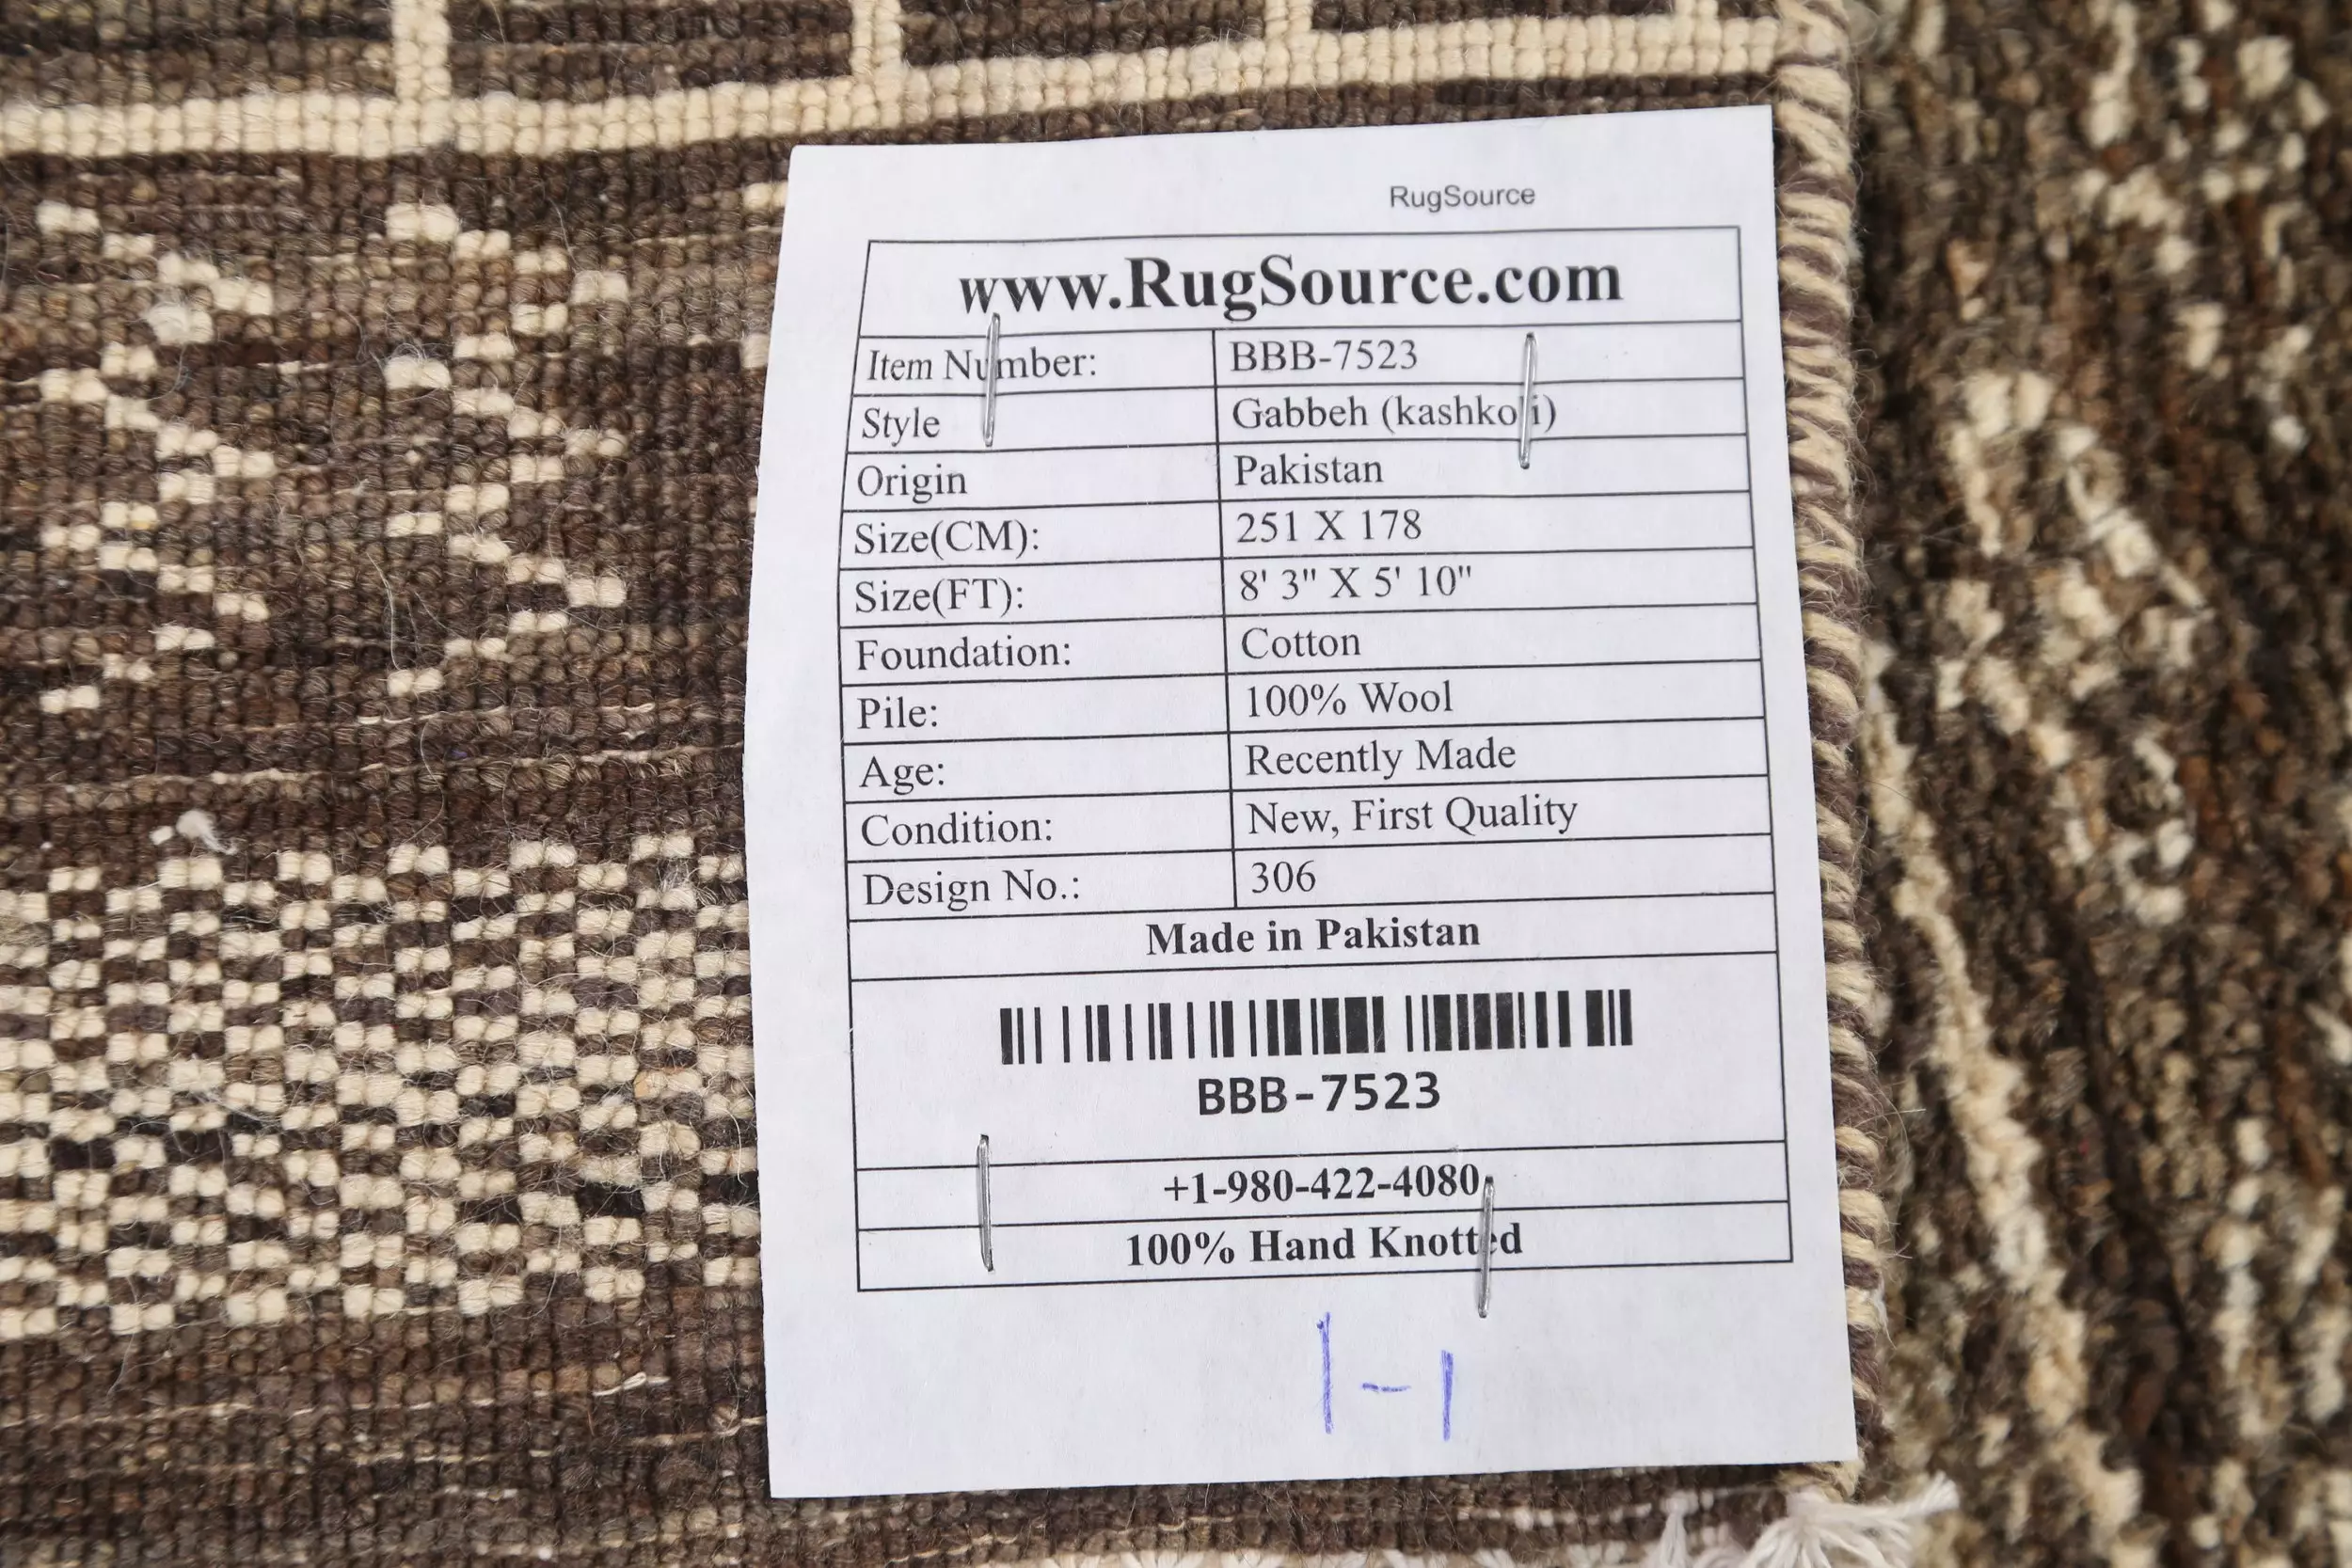 RugSource
www.RugSource.com
Item Number: BBB-7523
Style Gabbeh (kashkoli)
Origin Pakistan
Size(CM): 251 X 178
Size(FT): 8' 3" X 5' 10"
Foundation: Cotton
Pile: 100% Wool
Age: Recently Made
Condition: New, First Quality
Design No.: 306
Made in Pakistan
BBB-7523
+1-980-422-4080
100% Hand Knotted
1-1